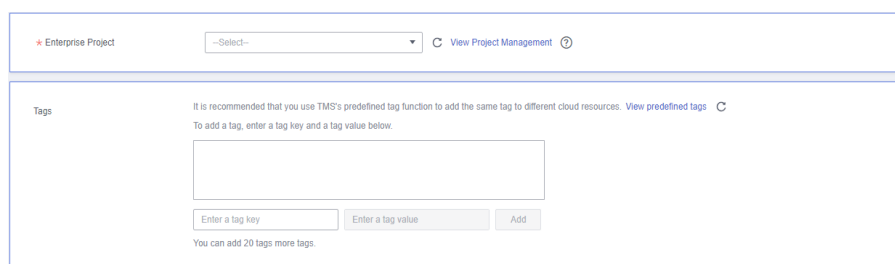 * Enterprise Project
--Select--
View Project Management
Tags
It is recommended that you use TMS's predefined tag function to add the same tag to different cloud resources. View predefined tags
To add a tag, enter a tag key and a tag value below.
Enter a tag key
Enter a tag value
Add
You can add 20 tags more tags.